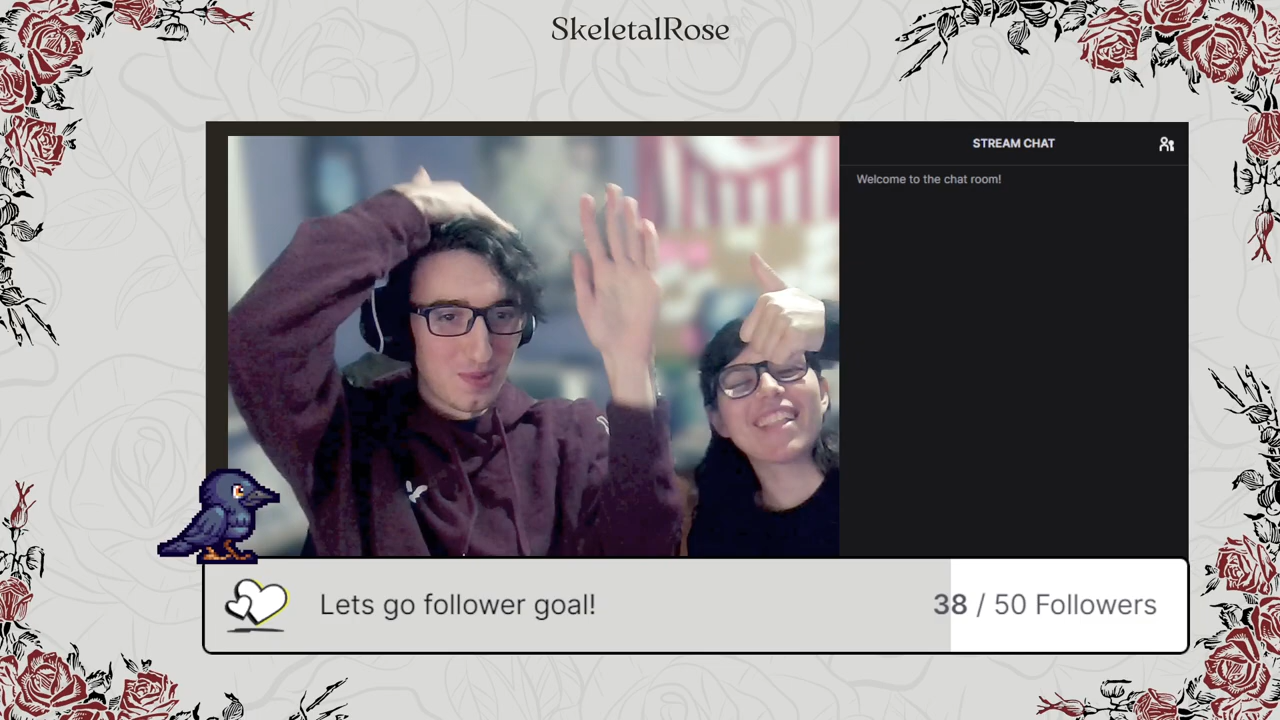 SkeletalRose
STREAM CHAT
Welcome to the chat room!
Lets go follower goal!
38 / 50 Followers